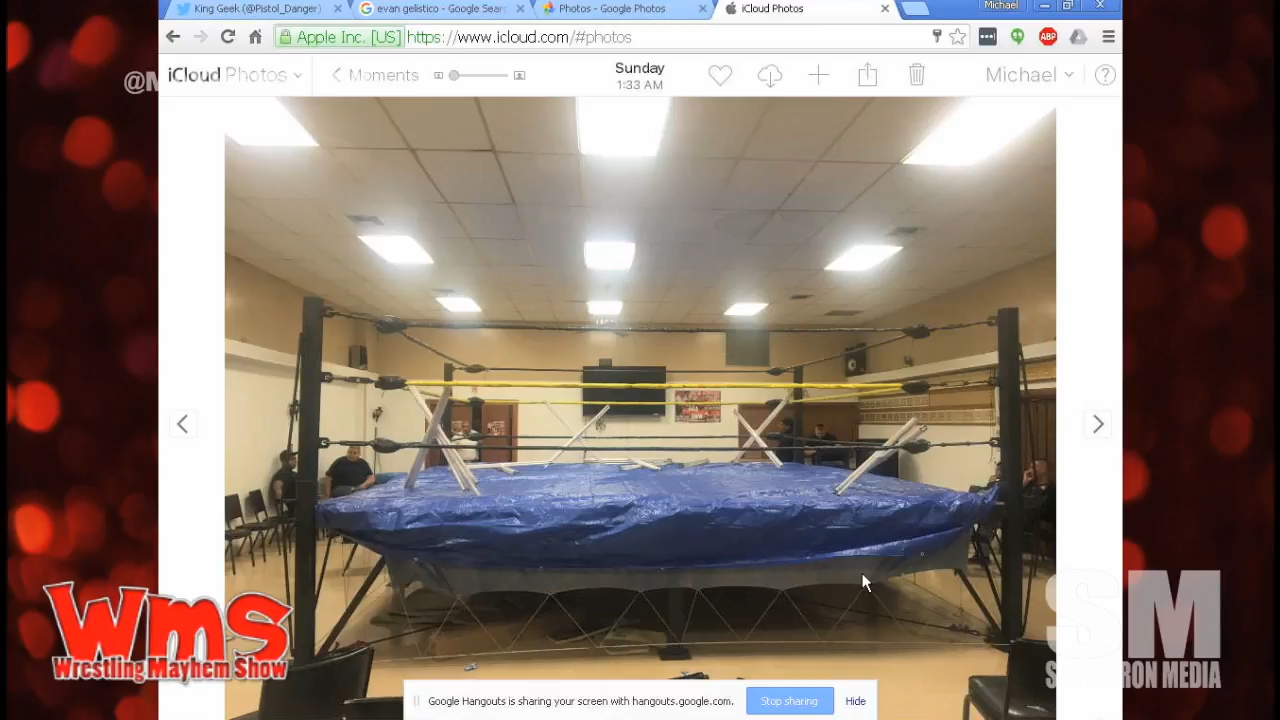 King Geek (@Pistol_Danger)
evan gelistico - Google Sear
Photos - Google Photos
iCloud Photos
Michael
Apple Inc. [US] https://www.icloud.com/#photos
ABP
@M
iCloud Photos
Moments
Sunday
1:33 AM
Michael
?
wms
Wrestling Mayhem Show
SM
MEDIA
Google Hangouts is sharing your screen with hangouts.google.com.
Stop sharing
Hide